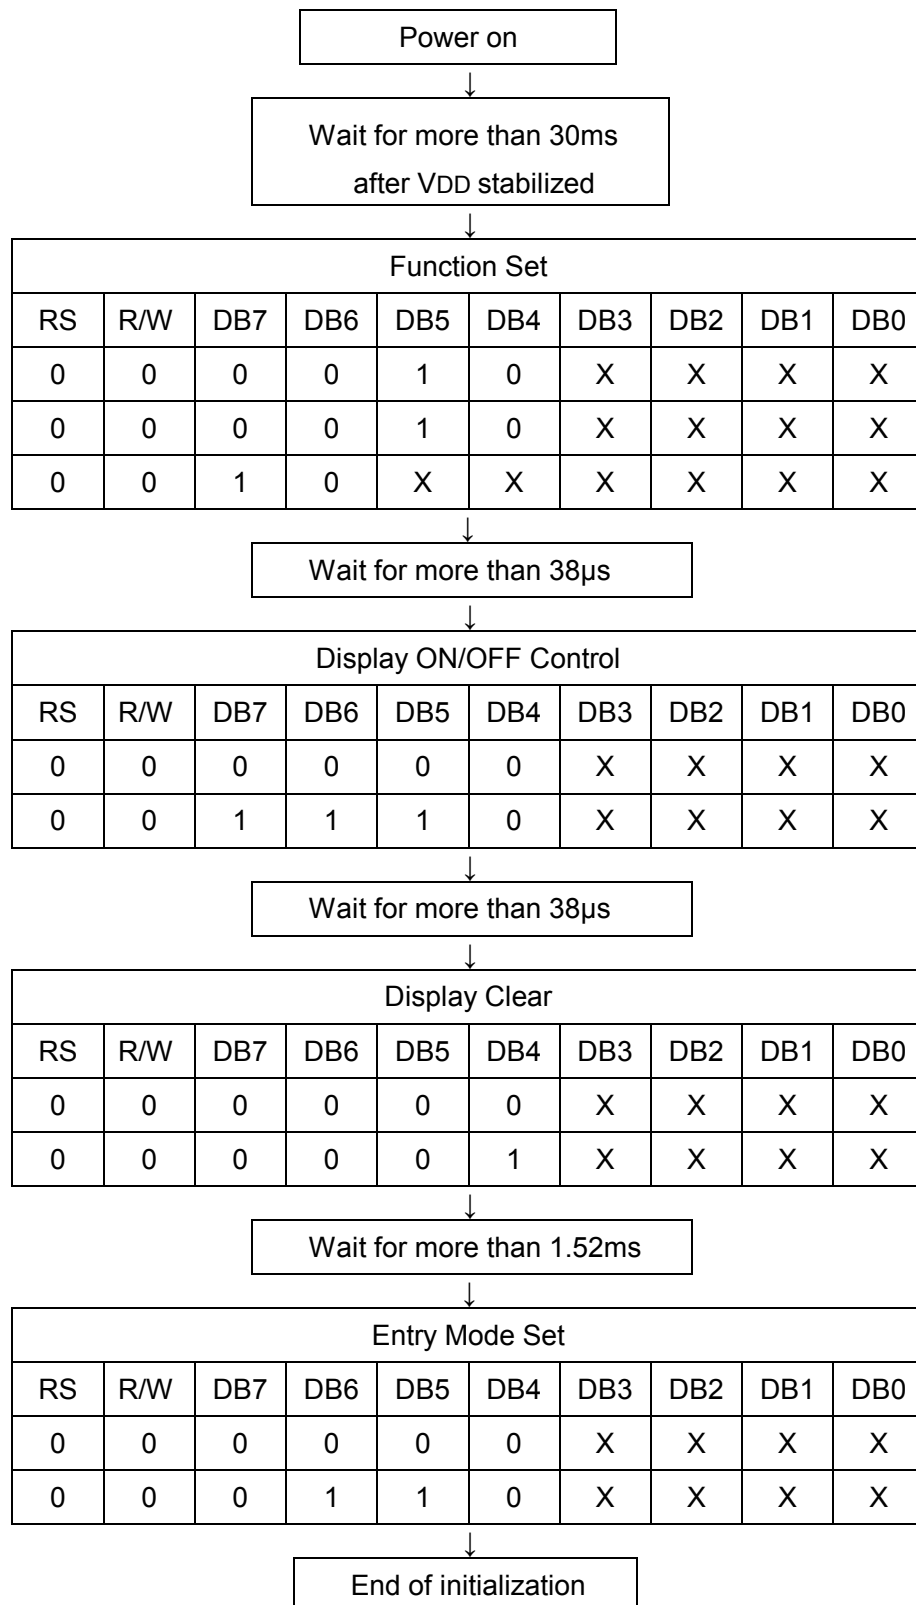 Power on
↓
Wait for more than 30ms
after VDD stabilized
↓
Function Set
RS R/W DB7 DB6 DB5 DB4 DB3 DB2 DB1 DB0
0 0 0 0 1 0 X X X X
0 0 0 0 1 0 X X X X
0 0 1 0 X X X X X X
↓
Wait for more than 38µs
↓
Display ON/OFF Control
RS R/W DB7 DB6 DB5 DB4 DB3 DB2 DB1 DB0
0 0 0 0 0 0 X X X X
0 0 1 1 1 0 X X X X
↓
Wait for more than 38µs
↓
Display Clear
RS R/W DB7 DB6 DB5 DB4 DB3 DB2 DB1 DB0
0 0 0 0 0 0 X X X X
0 0 0 0 0 1 X X X X
↓
Wait for more than 1.52ms
↓
Entry Mode Set
RS R/W DB7 DB6 DB5 DB4 DB3 DB2 DB1 DB0
0 0 0 0 0 0 X X X X
0 0 0 1 1 0 X X X X
↓
End of initialization